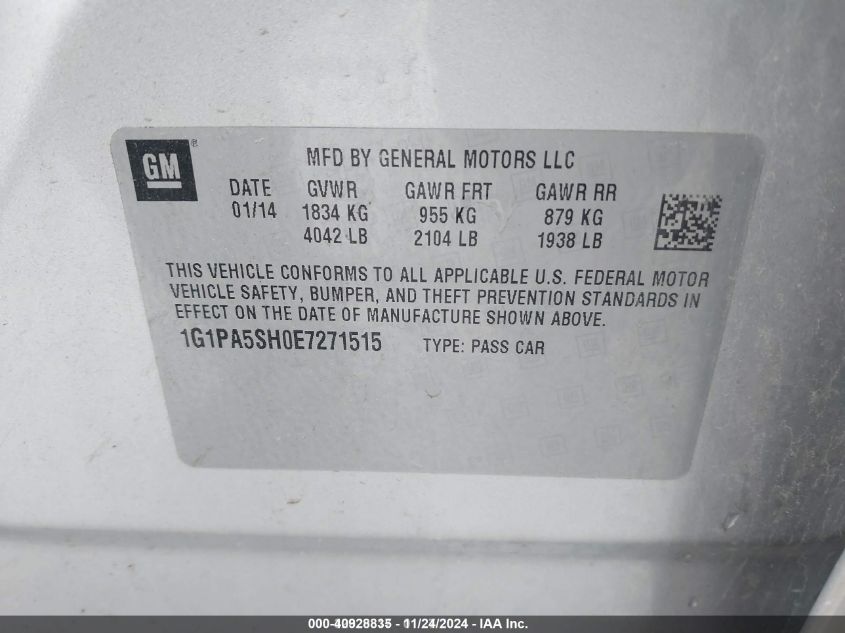 GM®
MFD BY GENERAL MOTORS LLC
DATE GVWR GAWR FRT GAWR RR
01/14 1834 KG 955 KG 879 KG
4042 LB 2104 LB 1938 LB
THIS VEHICLE CONFORMS TO ALL APPLICABLE U.S. FEDERAL MOTOR
VEHICLE SAFETY, BUMPER, AND THEFT PREVENTION STANDARDS IN
EFFECT ON THE DATE OF MANUFACTURE SHOWN ABOVE.
1G1PA5SH0E7271515 TYPE: PASS CAR
000-40928835 - 11/24/2024 - IAA Inc.